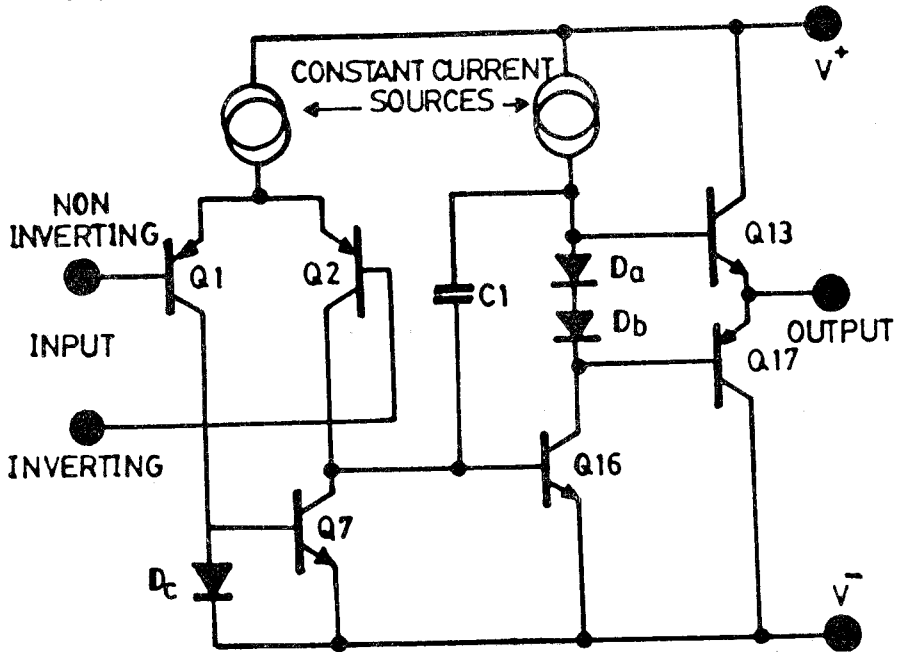 CONSTANT CURRENT
SOURCES
V+
NON
INVERTING
Q1
Q2
Q13
Da
C1
Db
INPUT
OUTPUT
Q17
INVERTING
Q16
Q7
Dc
V-